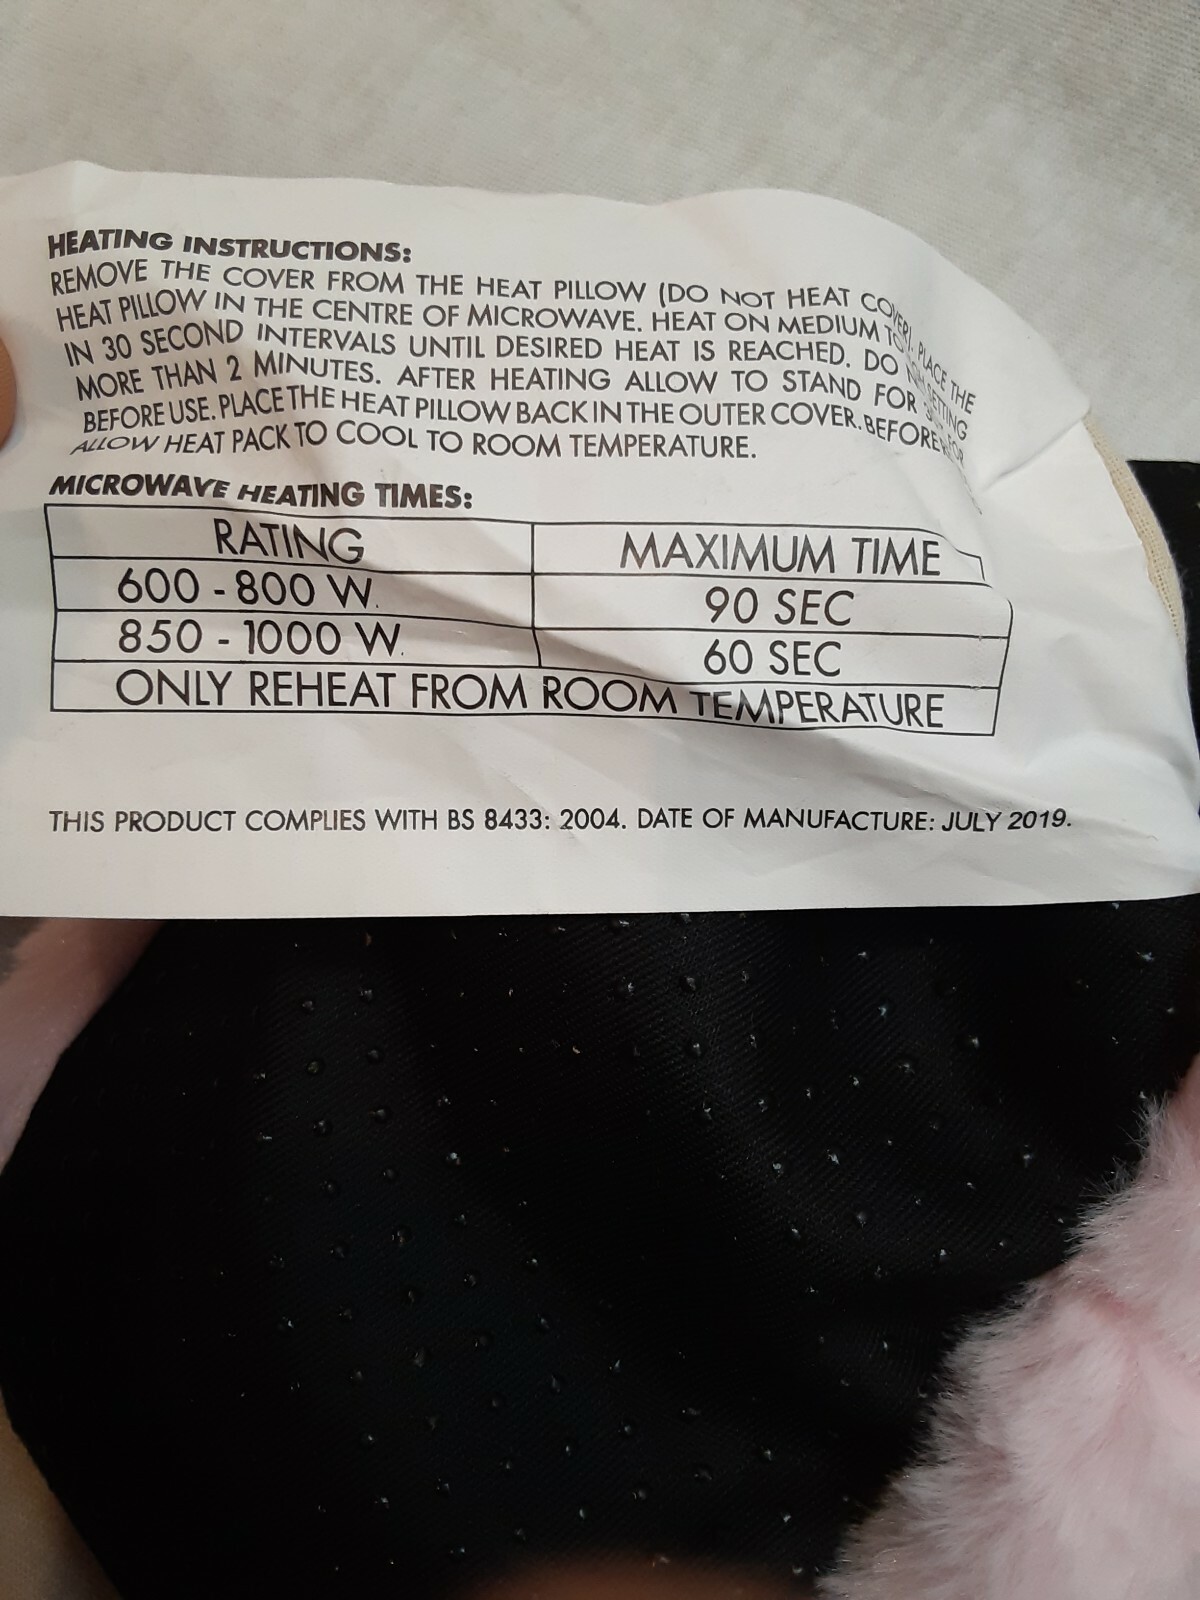 HEATING INSTRUCTIONS:
REMOVE THE COVER FROM THE HEAT PILLOW (DO NOT HEAT COVER). PLACE THE
HEAT PILLOW IN THE CENTRE OF MICROWAVE. HEAT ON MEDIUM SETTING
IN 30 SECOND INTERVALS UNTIL DESIRED HEAT IS REACHED. DO FOR
MORE THAN 2 MINUTES. AFTER HEATING ALLOW TO STAND FOR
BEFORE USE. PLACE THE HEAT PILLOW BACK IN THE OUTER COVER. BEFORE
ALLOW HEAT PACK TO COOL TO ROOM TEMPERATURE.
MICROWAVE HEATING TIMES:
RATING MAXIMUM TIME
600 - 800 W. 90 SEC
850 - 1000 W. 60 SEC
ONLY REHEAT FROM ROOM TEMPERATURE
THIS PRODUCT COMPLIES WITH BS 8433: 2004. DATE OF MANUFACTURE: JULY 2019.